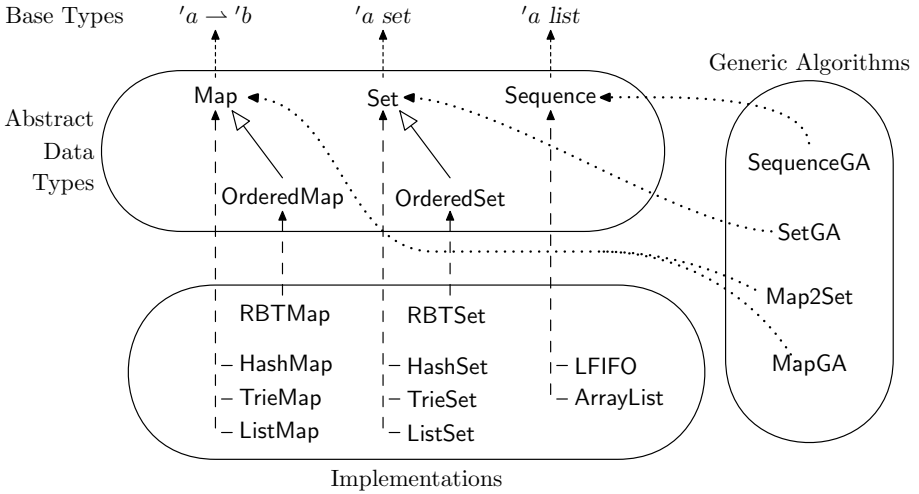 Base Types ′a ⇀ ′b ′a set ′a list
Generic Algorithms
Map Set Sequence
Abstract
Data
Types
SequenceGA
OrderedMap OrderedSet
SetGA
Map2Set
RBTMap RBTSet
HashMap HashSet LFIFO
MapGA
TrieMap TrieSet ArrayList
ListMap ListSet
Implementations